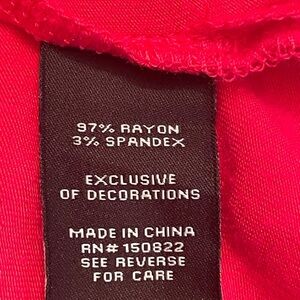 97% RAYON
3% SPANDEX
EXCLUSIVE
OF DECORATIONS
MADE IN CHINA
RN# 150822
SEE REVERSE
FOR CARE